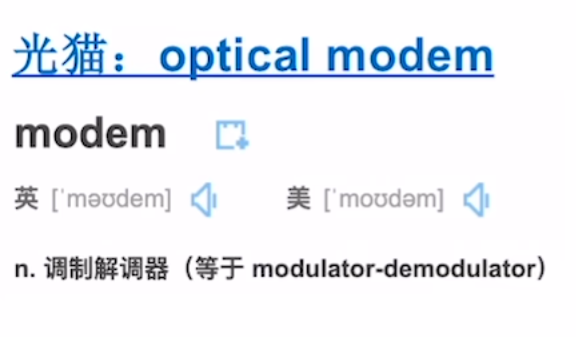 光猫：optical modem
modem
英 [ˈməʊdem] 美 [ˈmoʊdəm]
n. 调制解调器（等于 modulator-demodulator）